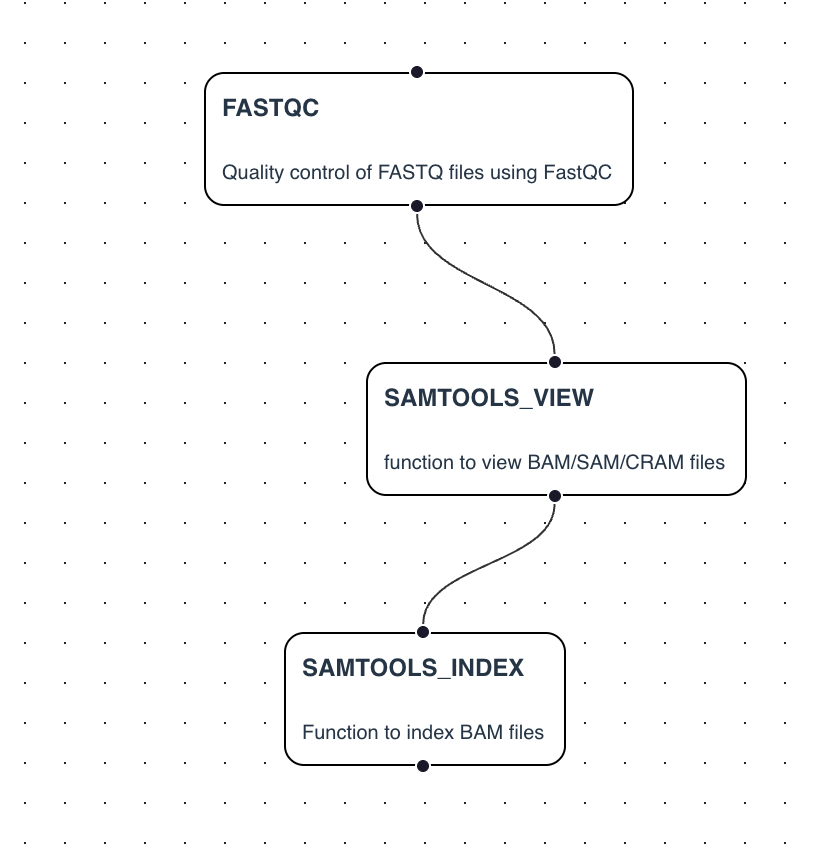 FASTQC
Quality control of FASTQ files using FastQC
SAMTOOLS_VIEW
function to view BAM/SAM/CRAM files
SAMTOOLS_INDEX
Function to index BAM files